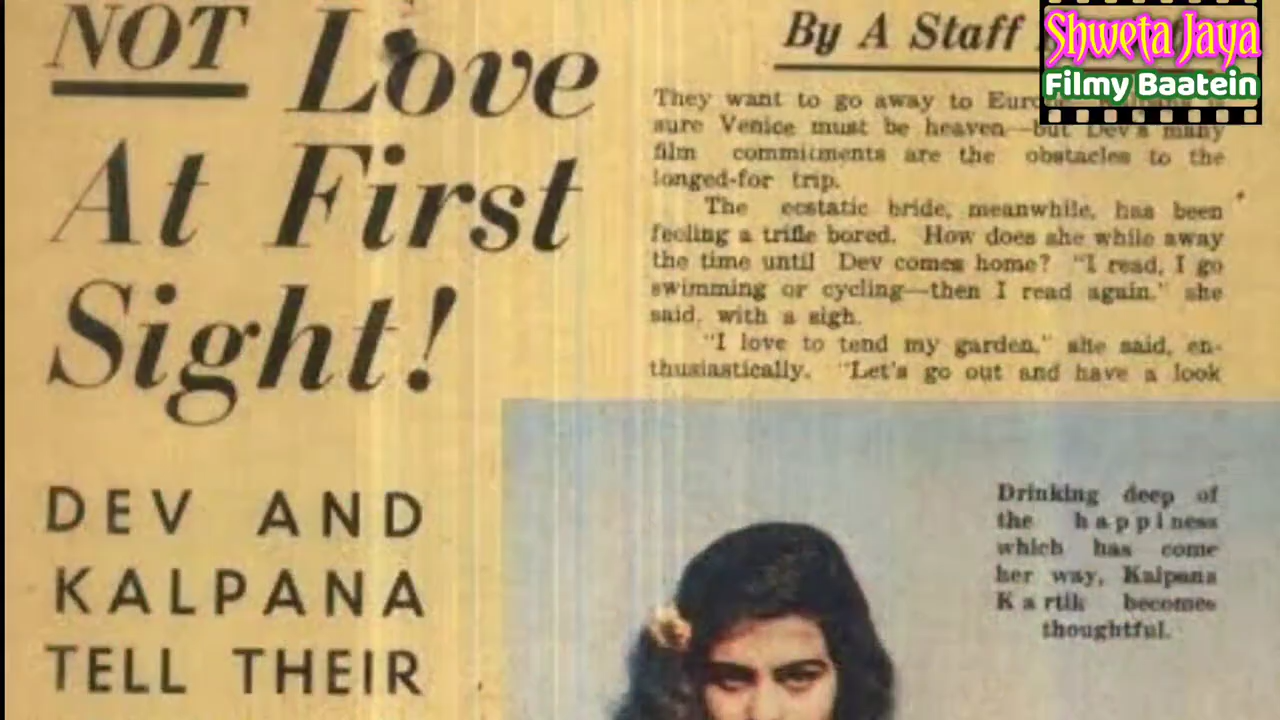 NOT Love
At First
Sight!
DEV AND
KALPANA
TELL THEIR
By A Staff
They want to go away to
sure Venice must be heaven—but Dev's many
film commitments are the obstacles to the
longed-for trip.
The ecstatic bride, meanwhile, has been
feeling a trifle bored. How does she while away
the time until Dev comes home? "I read, I go
swimming or cycling—then I read again," she
said, with a sigh.
"I love to tend my garden," she said, en-
thusiastically. "Let's go out and have a look
Drinking deep of
the happiness
which has come
her way, Kalpana
Kartik becomes
thoughtful.
Shweta Jaya
Filmy Baatein